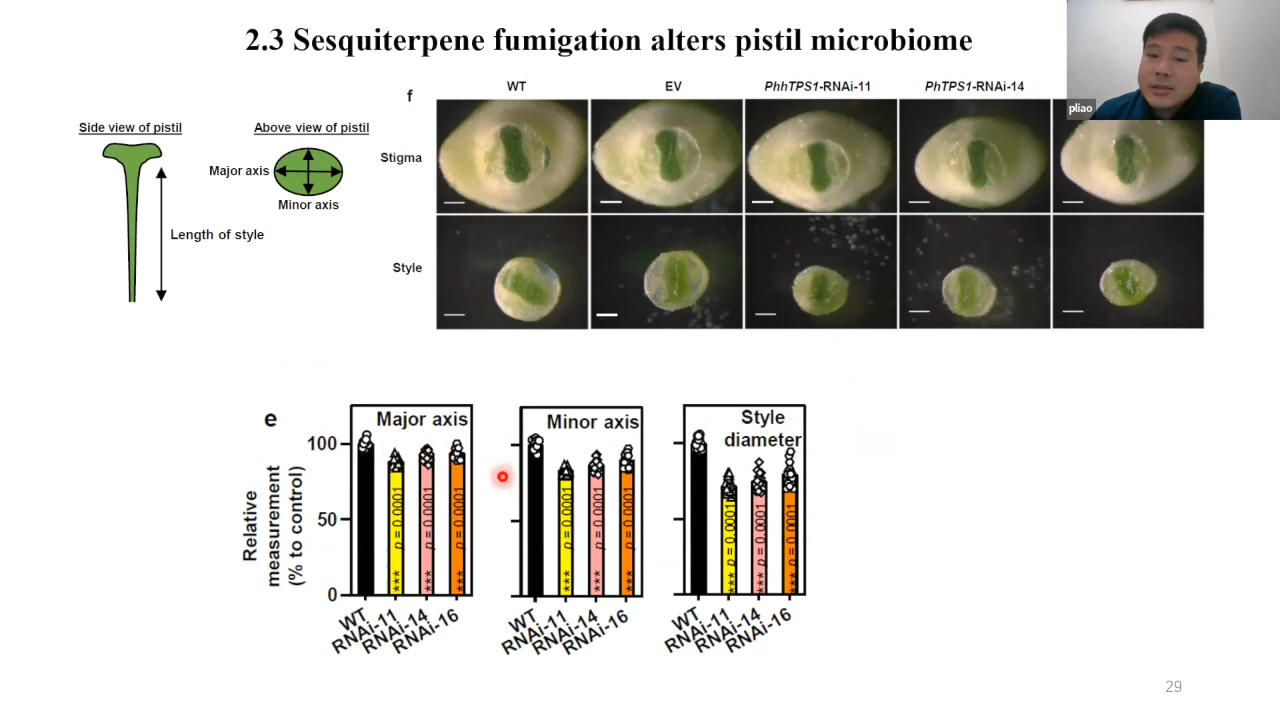 2.3 Sesquiterpene fumigation alters pistil microbiome
pliao
Side view of pistil
Above view of pistil
Major axis
Minor axis
Length of style
f
WT
EV
PhhTPS1-RNAi-11
PhTPS1-RNAi-14
Stigma
Style
e
Relative
measurement
(% to control)
100
50
0
Major axis
p = 0.0001
p = 0.0001
p = 0.0001
***
***
***
WT
RNAi-11
RNAi-14
RNAi-16
Minor axis
p = 0.0001
p = 0.0001
p = 0.0001
***
***
***
WT
RNAi-11
RNAi-14
RNAi-16
Style
diameter
*** p = 0.0001
*** p = 0.0001
*** p = 0.0001
WT
RNAi-11
RNAi-14
RNAi-16
29